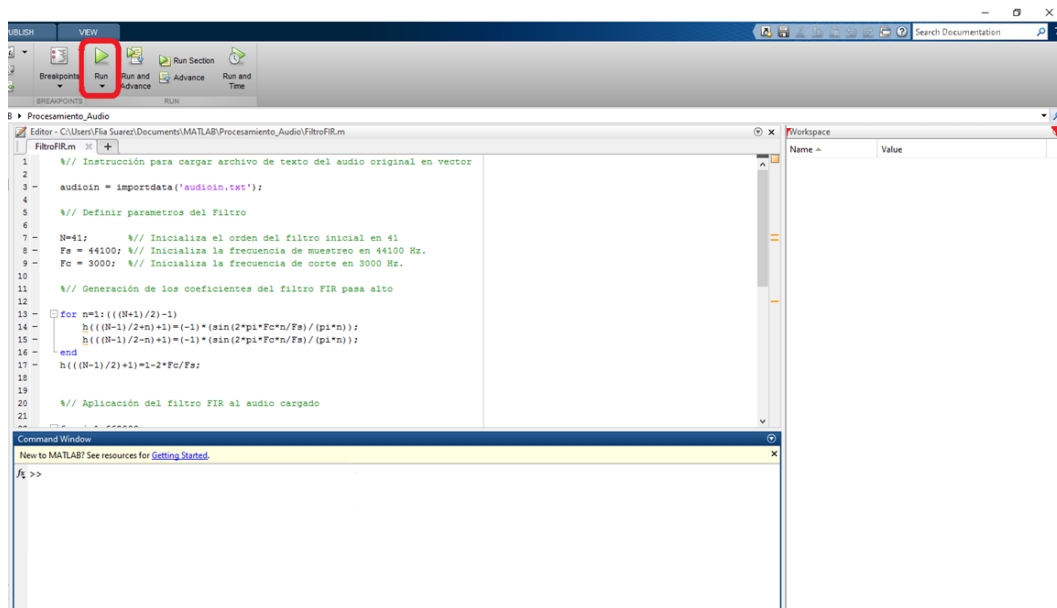 PUBLISH VIEW
Search Documentation
Breakpoints Run Run and Advance Run Section Advance Run and Time
BREAKPOINTS RUN
B ▸ Procesamiento_Audio
Editor - C:\Users\Flia Suarez\Documents\MATLAB\Procesamiento_Audio\FiltroFIR.m
FiltroFIR.m
1 %// Instrucción para cargar archivo de texto del audio original en vector
2
3 - audioin = importdata('audioin.txt');
4
5 %// Definir parametros del Filtro
6
7 - N=41; %// Inicializa el orden del filtro inicial en 41
8 - Fs = 44100; %// Inicializa la frecuencia de muestreo en 44100 Hz.
9 - Fc = 3000; %// Inicializa la frecuencia de corte en 3000 Hz.
10
11 %// Generación de los coeficientes del filtro FIR pasa alto
12
13 - for n=1:(((N+1)/2)-1)
14 - h(((N-1)/2+n)+1)=(-1)*(sin(2*pi*Fc*n/Fs)/(pi*n));
15 - h(((N-1)/2-n)+1)=(-1)*(sin(2*pi*Fc*n/Fs)/(pi*n));
16 - end
17 - h(((N-1)/2)+1)=1-2*Fc/Fs;
18
19
20 %// Aplicación del filtro FIR al audio cargado
21
Command Window
New to MATLAB? See resources for Getting Started.
fx >>
Workspace
Name Value